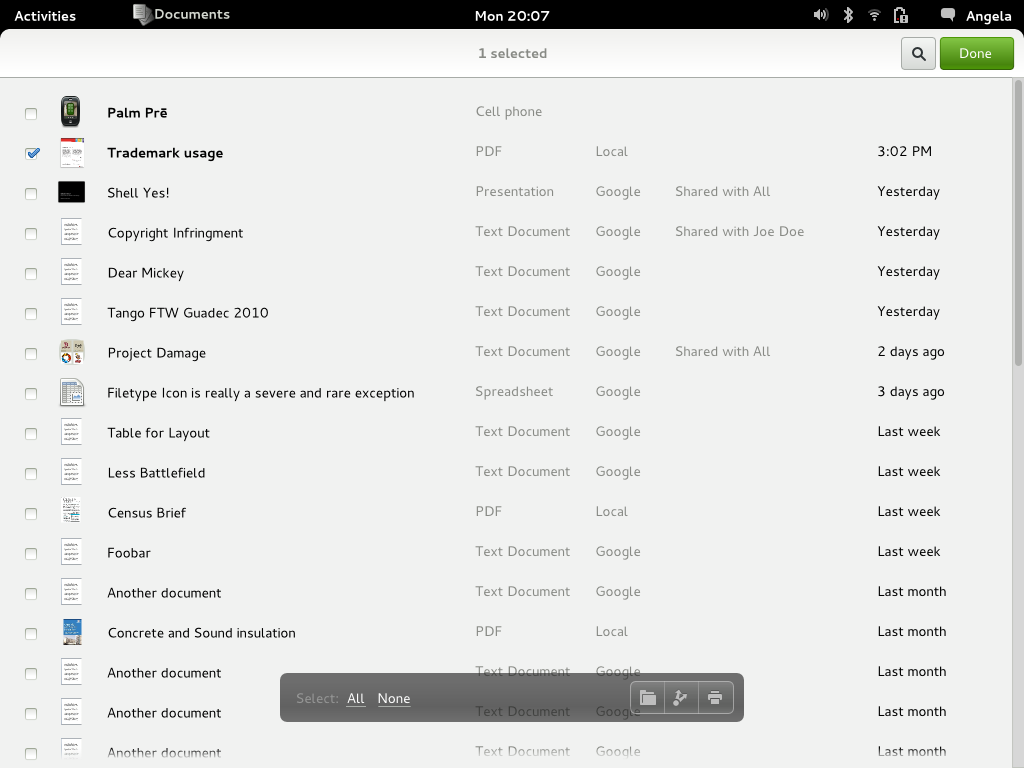 Activities Documents Mon 20:07 Angela
1 selected Done
Palm Prē Cell phone
Trademark usage PDF Local 3:02 PM
Shell Yes! Presentation Google Shared with All Yesterday
Copyright Infringment Text Document Google Shared with Joe Doe Yesterday
Dear Mickey Text Document Google Yesterday
Tango FTW Guadec 2010 Text Document Google Yesterday
Project Damage Text Document Google Shared with All 2 days ago
Filetype Icon is really a severe and rare exception Spreadsheet Google 3 days ago
Table for Layout Text Document Google Last week
Less Battlefield Text Document Google Last week
Census Brief PDF Local Last week
Foobar Text Document Google Last week
Another document Text Document Google Last month
Concrete and Sound insulation PDF Local Last month
Another document Text Document Google Last month
Select: All None
Another document Text Document Google Last month
Another document Text Document Google Last month